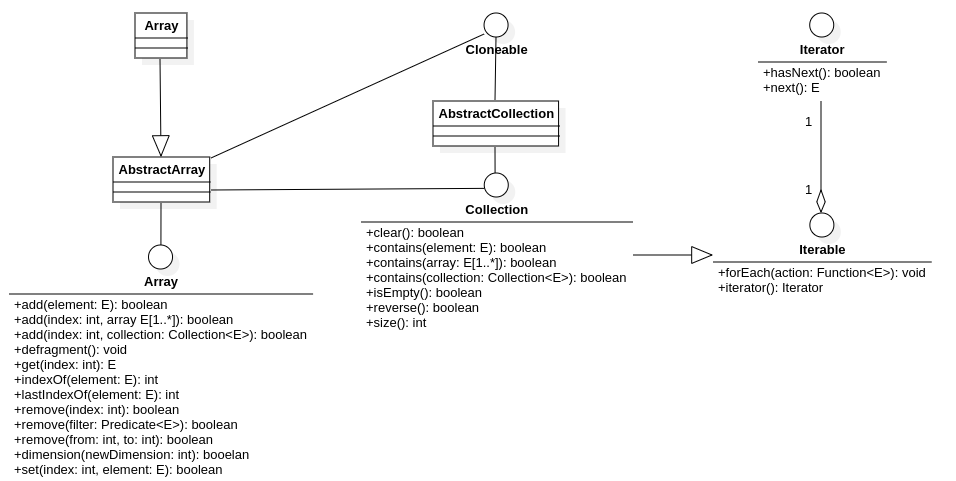 Array
AbstractArray
Array
+add(element: E): boolean
+add(index: int, array E[1..*]): boolean
+add(index: int, collection: Collection<E>): boolean
+defragment(): void
+get(index: int): E
+indexOf(element: E): int
+lastIndexOf(element: E): int
+remove(index: int): boolean
+remove(filter: Predicate<E>): boolean
+remove(from: int, to: int): boolean
+dimension(newDimension: int): booelan
+set(index: int, element: E): boolean
Cloneable
AbstractCollection
Collection
+clear(): boolean
+contains(element: E): boolean
+contains(array: E[1..*]): boolean
+contains(collection: Collection<E>): boolean
+isEmpty(): boolean
+reverse(): boolean
+size(): int
Iterator
+hasNext(): boolean
+next(): E
1
1
Iterable
+forEach(action: Function<E>): void
+iterator(): Iterator